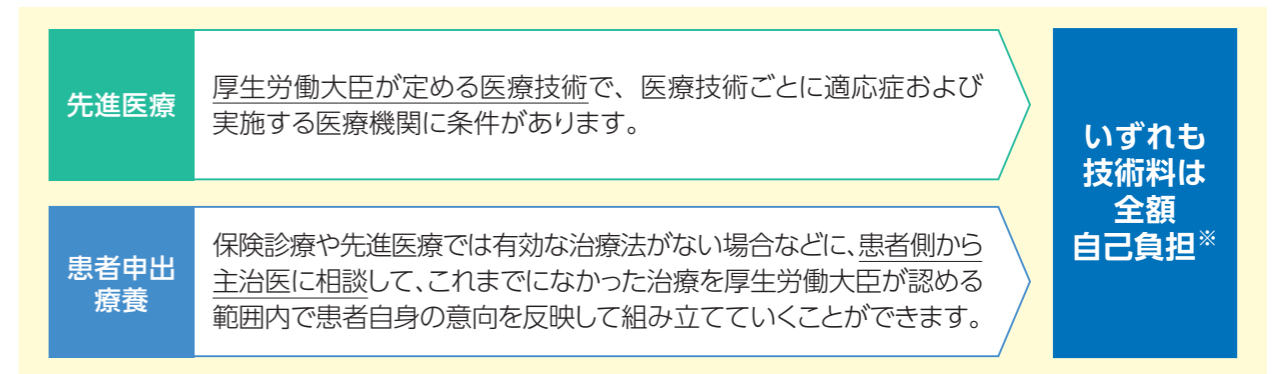 先進医療
厚生労働大臣が定める医療技術で、医療技術ごとに適応症および
実施する医療機関に条件があります。
患者申出
療養
保険診療や先進医療では有効な治療法がない場合などに、患者側から
主治医に相談して、これまでになかった治療を厚生労働大臣が認める
範囲内で患者自身の意向を反映して組み立てていくことができます。
いずれも
技術料は
全額
自己負担※